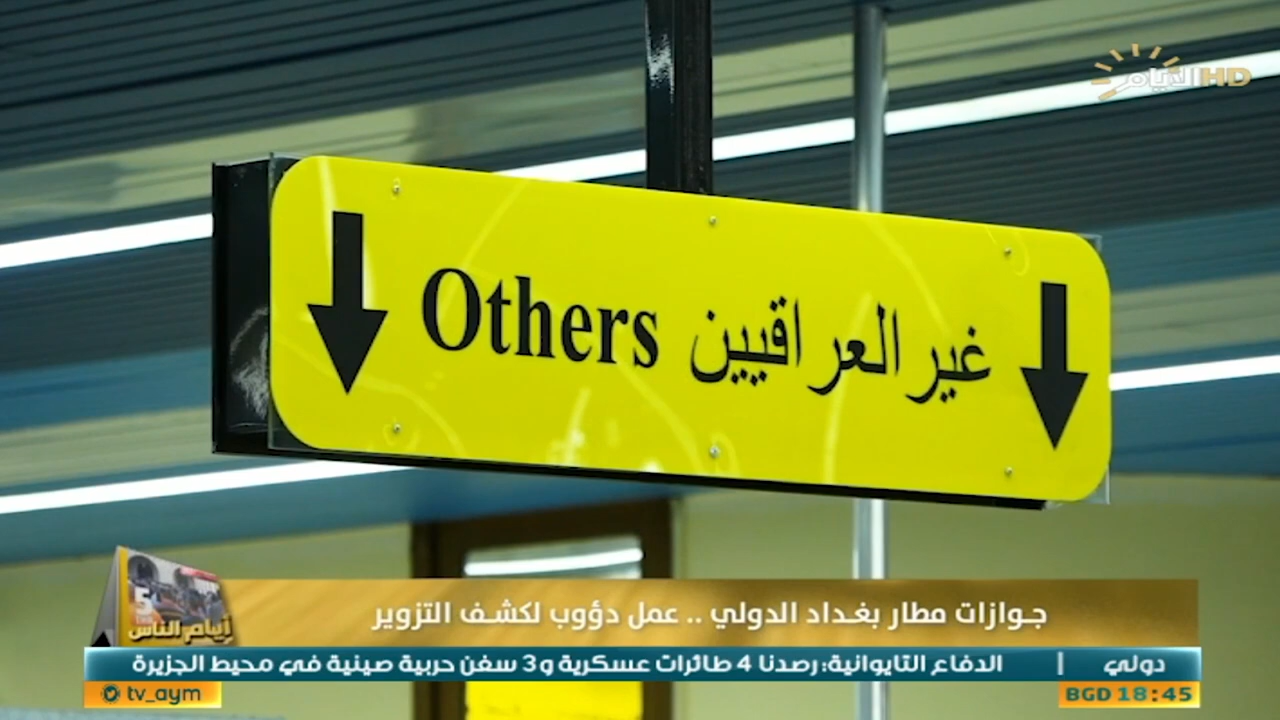 الأيام HD
Others غير العراقيين
جوازات مطار بغداد الدولي .. عمل دؤوب لكشف التزوير
أيام الناس
دولي | الدفاع التايوانية: رصدنا 4 طائرات عسكرية و3 سفن حربية صينية في محيط الجزيرة
tv_aym
BGD 18:45